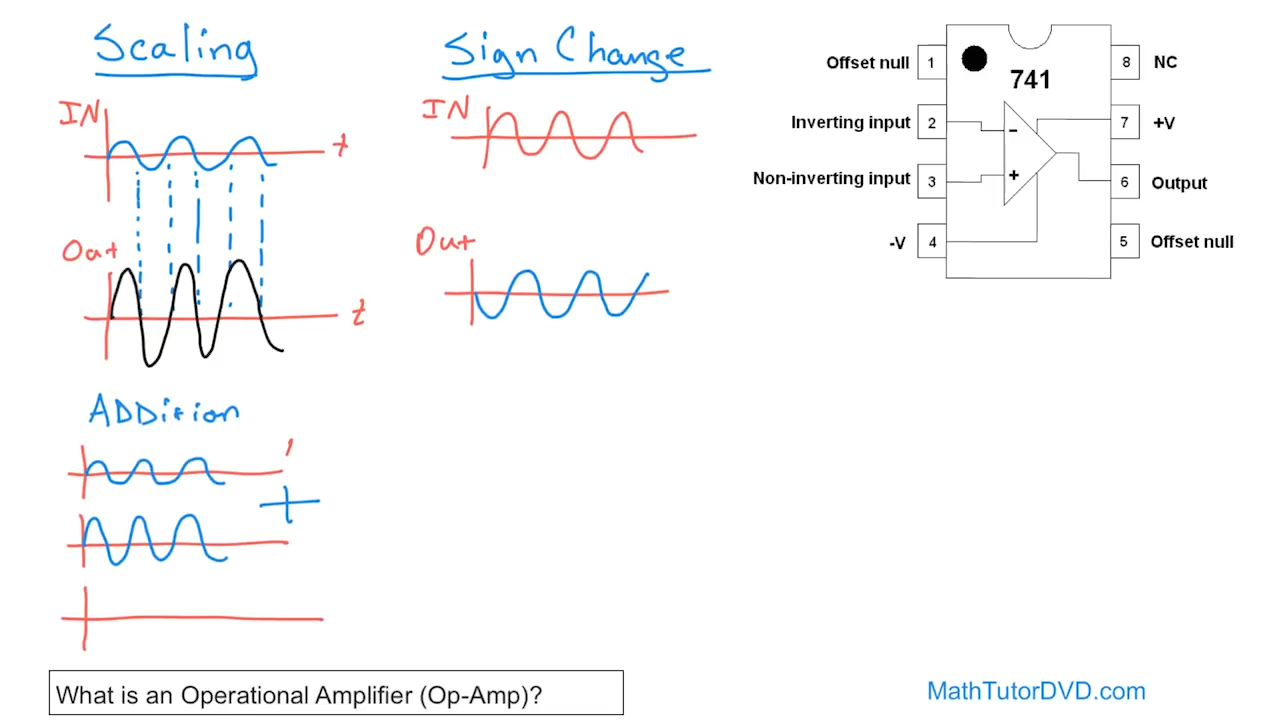 Scaling
IN
t
Out
t
Sign Change
IN
Out
ADDition
+
Offset null 1
Inverting input 2
Non-inverting input 3
-V 4
741
-
+
8 NC
7 +V
6 Output
5 Offset null
What is an Operational Amplifier (Op-Amp)?
MathTutorDVD.com